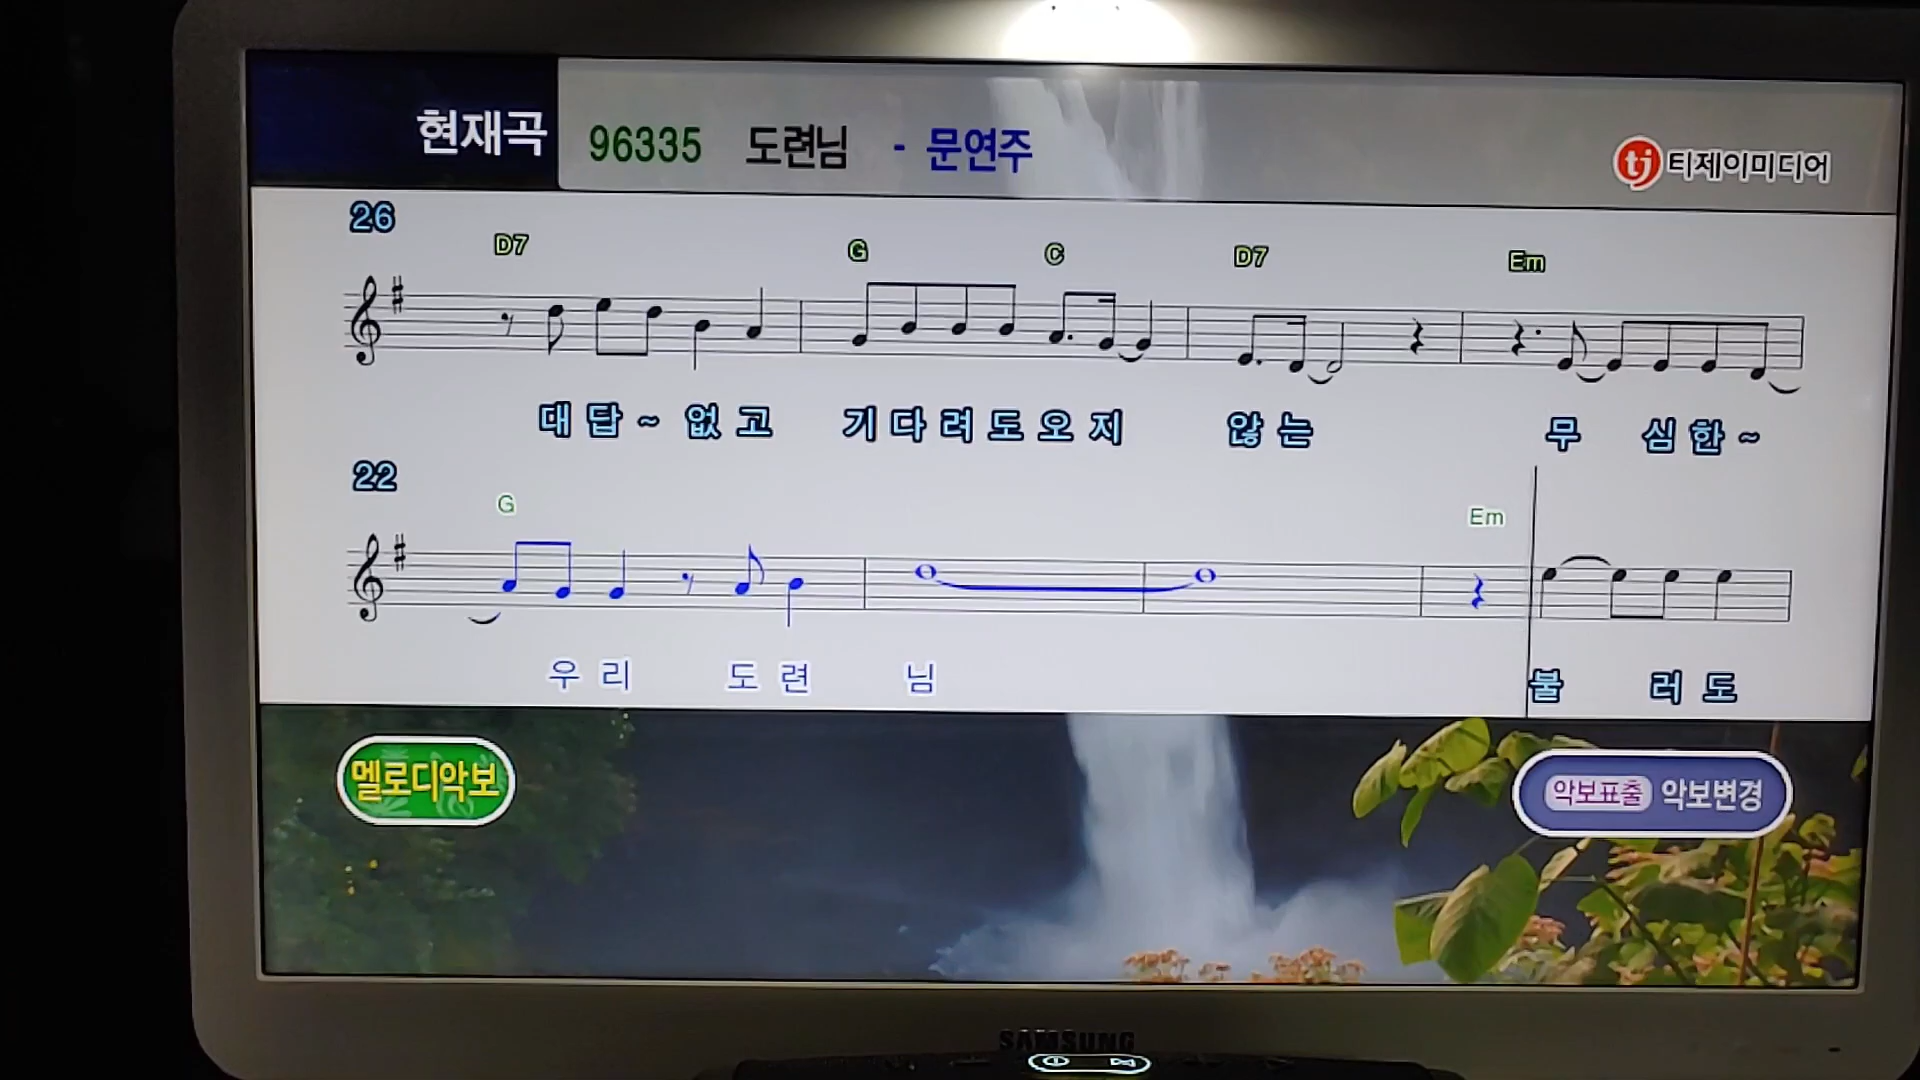 현재곡 96335 도련님 - 문연주
tj 티제이미디어
26
D7 G C D7 Em
대 답 ~ 없 고 기 다 려 도 오 지 않 는 무 심 한 ~
22
G Em
우 리 도 련 님 불 러 도
멜로디악보
악보표출 악보변경
SAMSUNG